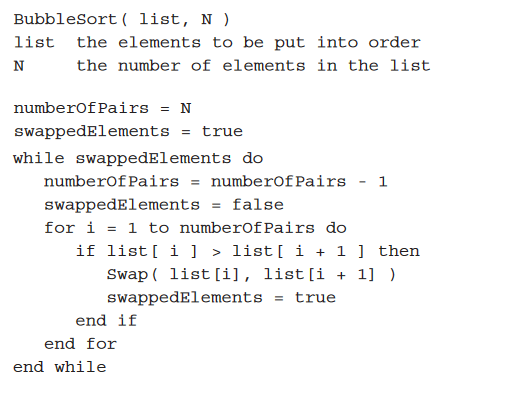 BubbleSort( list, N )
list  the elements to be put into order
N     the number of elements in the list

numberOfPairs = N
swappedElements = true
while swappedElements do
   numberOfPairs = numberOfPairs - 1
   swappedElements = false
   for i = 1 to numberOfPairs do
      if list[ i ] > list[ i + 1 ] then
         Swap( list[i], list[i + 1] )
         swappedElements = true
      end if
   end for
end while